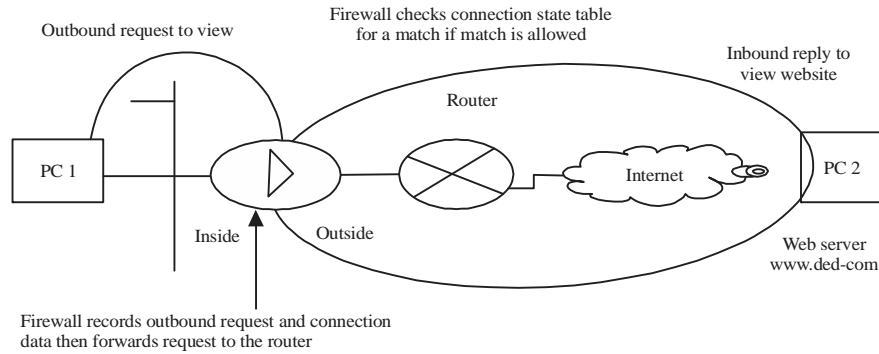 Outbound request to view
Firewall checks connection state table
for a match if match is allowed
Inbound reply to
view website
Router
PC 1
Internet
PC 2
Inside
Outside
Web server
www.ded-com
Firewall records outbound request and connection
data then forwards request to the router